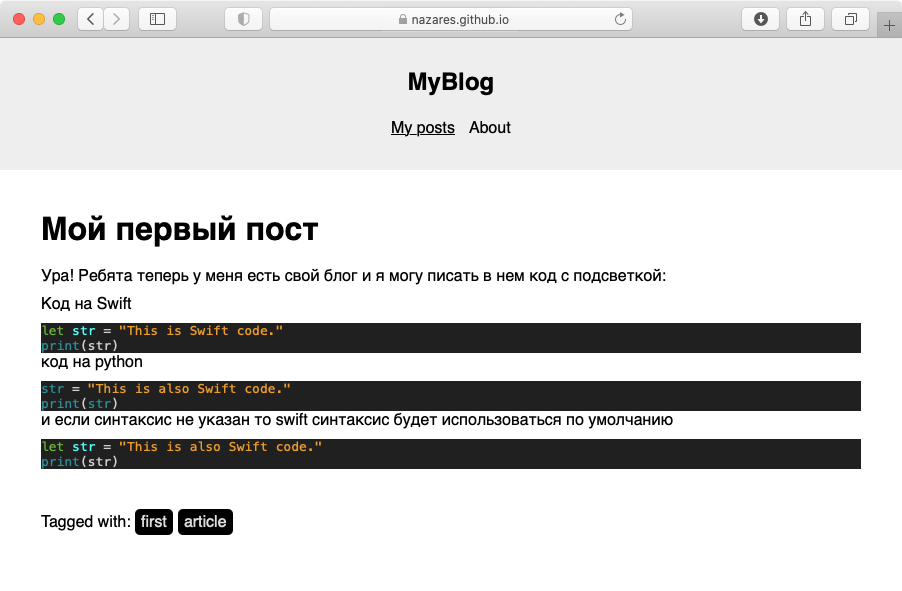 nazares.github.io
MyBlog
My posts About
Мой первый пост
Ура! Ребята теперь у меня есть свой блог и я могу писать в нем код с подсветкой:
Код на Swift
let str = "This is Swift code."
print(str)
код на python
str = "This is also Swift code."
print(str)
и если синтаксис не указан то swift синтаксис будет использоваться по умолчанию
let str = "This is also Swift code."
print(str)
Tagged with: first article